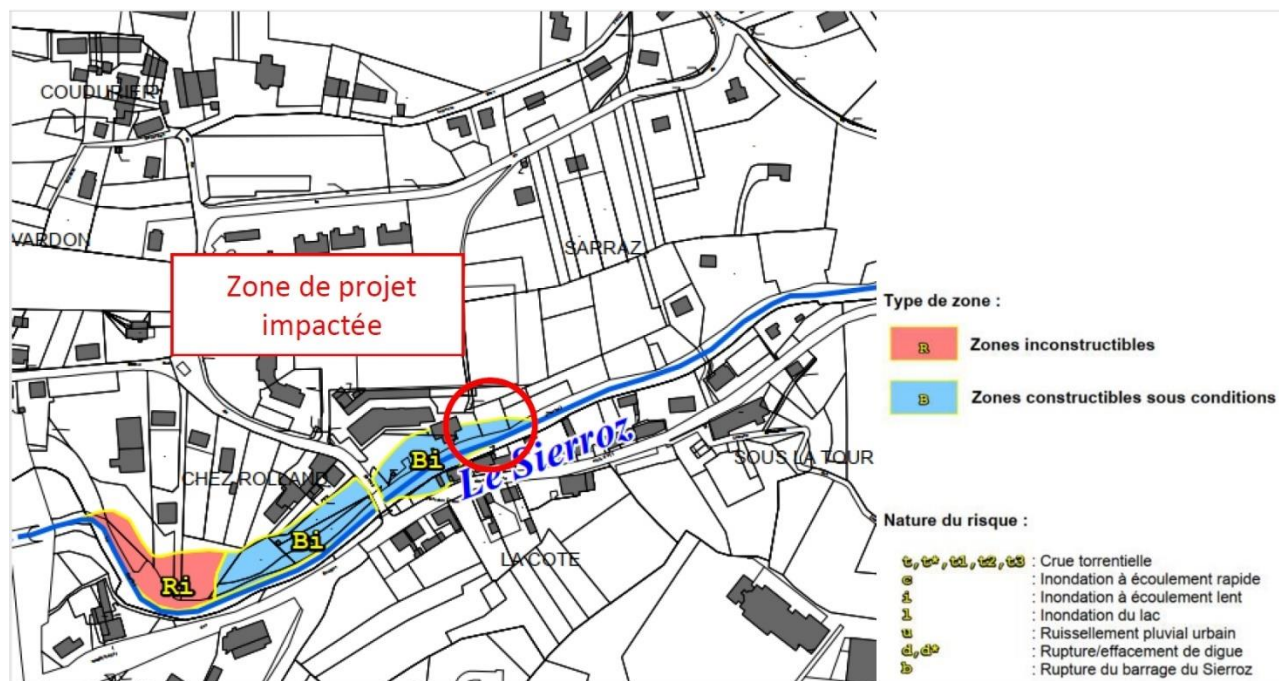 COUDURIER
VARDON
SARRAZ
Zone de projet
impactée
CHEZ ROLLAND
Bi
Le Sierroz
SOUS LA TOUR
Bi
LA COTE
Ri
Type de zone :
R Zones inconstructibles
B Zones constructibles sous conditions
Nature du risque :
t,t*,t1,t2,t3 : Crue torrentielle
c : Inondation à écoulement rapide
i : Inondation à écoulement lent
l : Inondation du lac
u : Ruissellement pluvial urbain
d,d* : Rupture/effacement de digue
b : Rupture du barrage du Sierroz